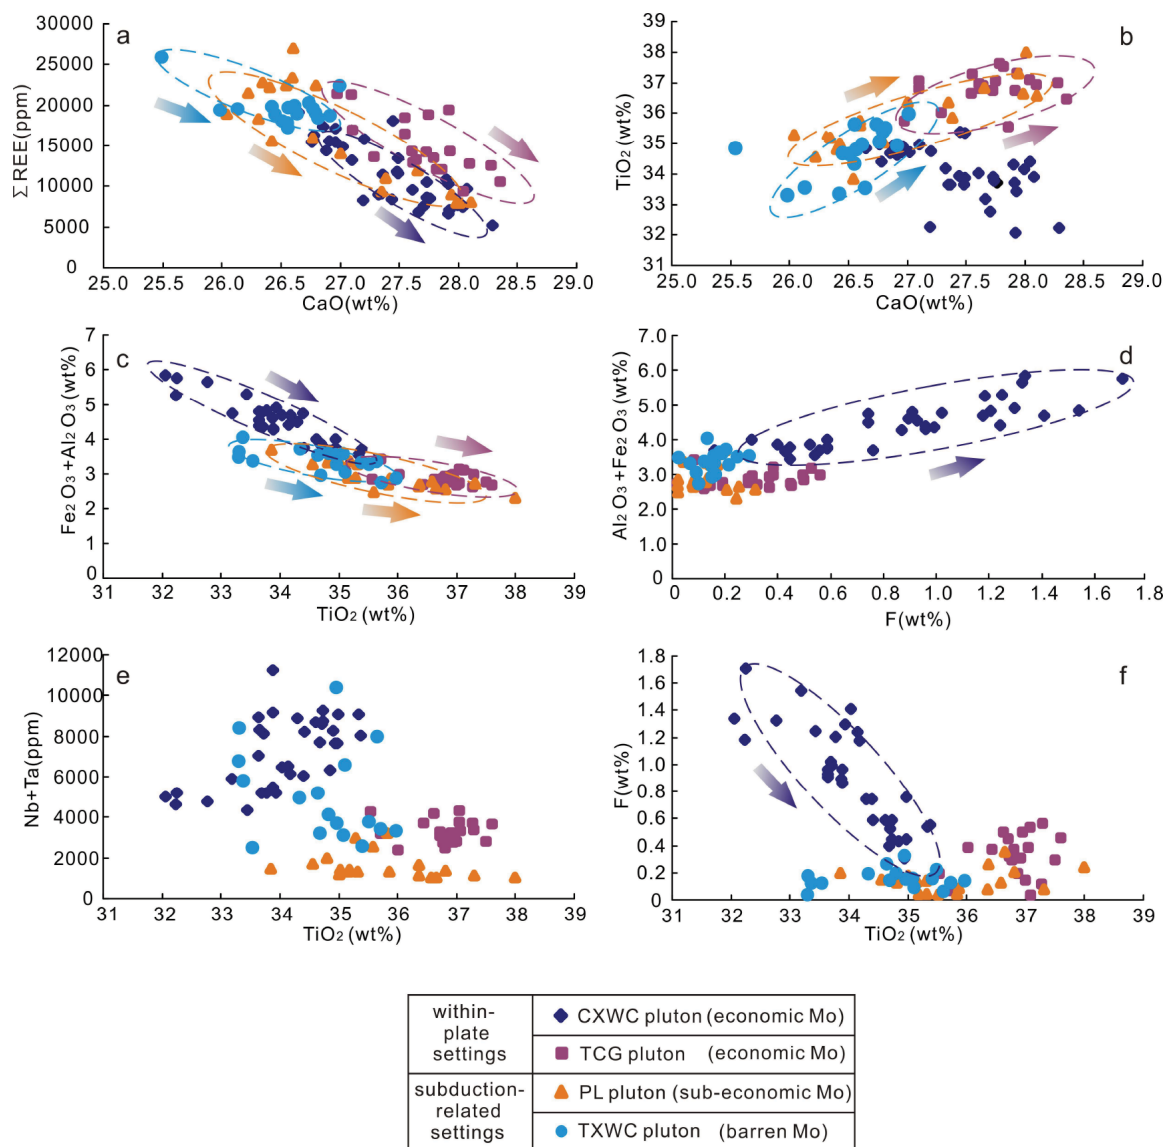 a
Σ REE(ppm)
30000
25000
20000
15000
10000
5000
0
25.0 25.5 26.0 26.5 27.0 27.5 28.0 28.5 29.0
CaO(wt%)
b
TiO₂ (wt%)
39
38
37
36
35
34
33
32
31
25.0 25.5 26.0 26.5 27.0 27.5 28.0 28.5 29.0
CaO(wt%)
c
Fe₂O₃+Al₂O₃ (wt%)
7
6
5
4
3
2
1
0
31 32 33 34 35 36 37 38 39
TiO₂ (wt%)
d
Al₂O₃+Fe₂O₃ (wt%)
7.0
6.0
5.0
4.0
3.0
2.0
1.0
0
0 0.2 0.4 0.6 0.8 1.0 1.2 1.4 1.6 1.8
F(wt%)
e
Nb+Ta(ppm)
12000
10000
8000
6000
4000
2000
0
31 32 33 34 35 36 37 38 39
TiO₂ (wt%)
f
F(wt%)
1.8
1.6
1.4
1.2
1.0
0.8
0.6
0.4
0.2
0
31 32 33 34 35 36 37 38 39
TiO₂ (wt%)
within-
plate
settings
CXWC pluton (economic Mo)
TCG pluton (economic Mo)
subduction-
related
settings
PL pluton (sub-economic Mo)
TXWC pluton (barren Mo)